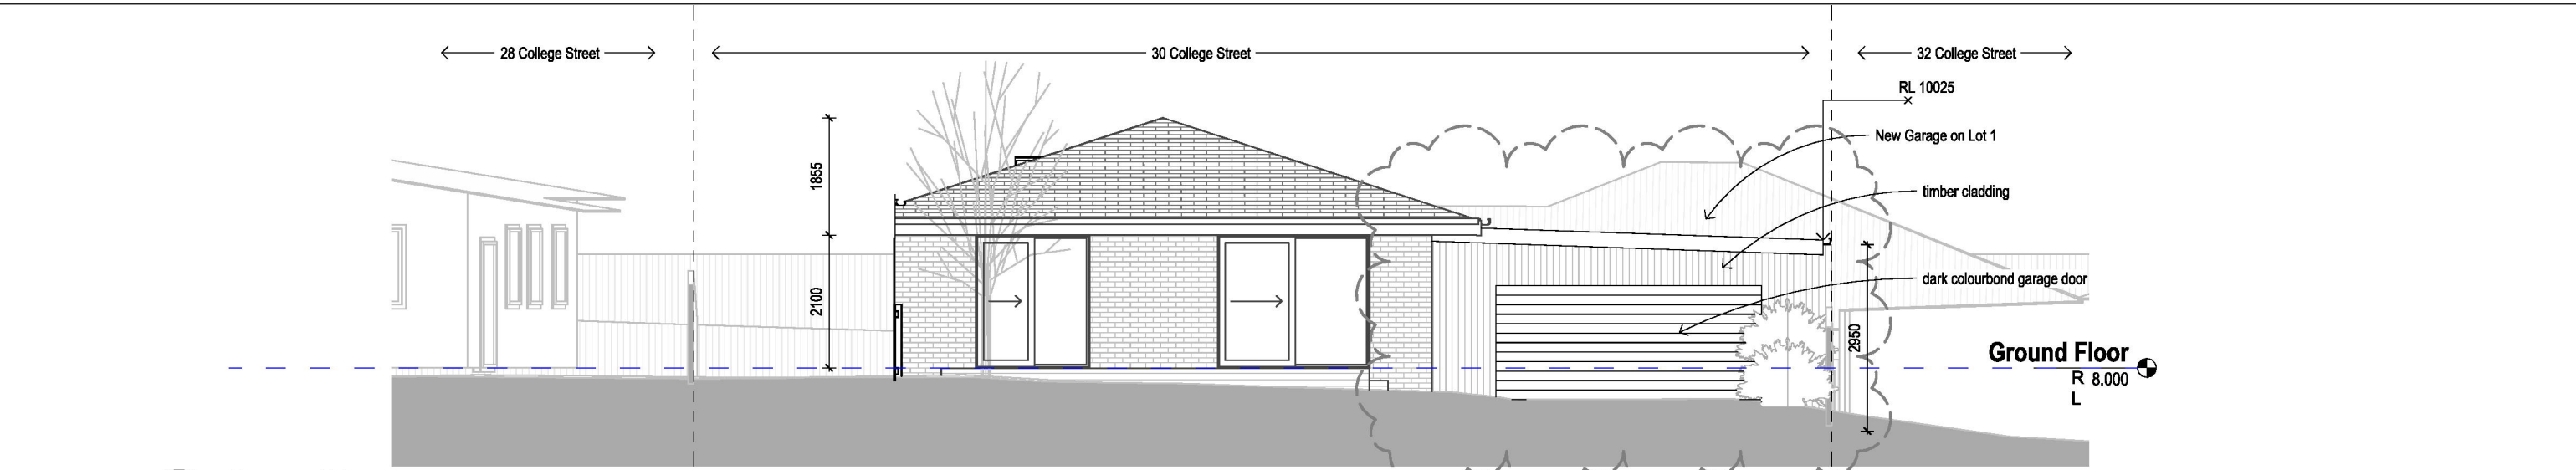 28 College Street
30 College Street
32 College Street
RL 10025
New Garage on Lot 1
1855
timber cladding
dark colourbond garage door
2100
2950
Ground Floor
R 8.000
L